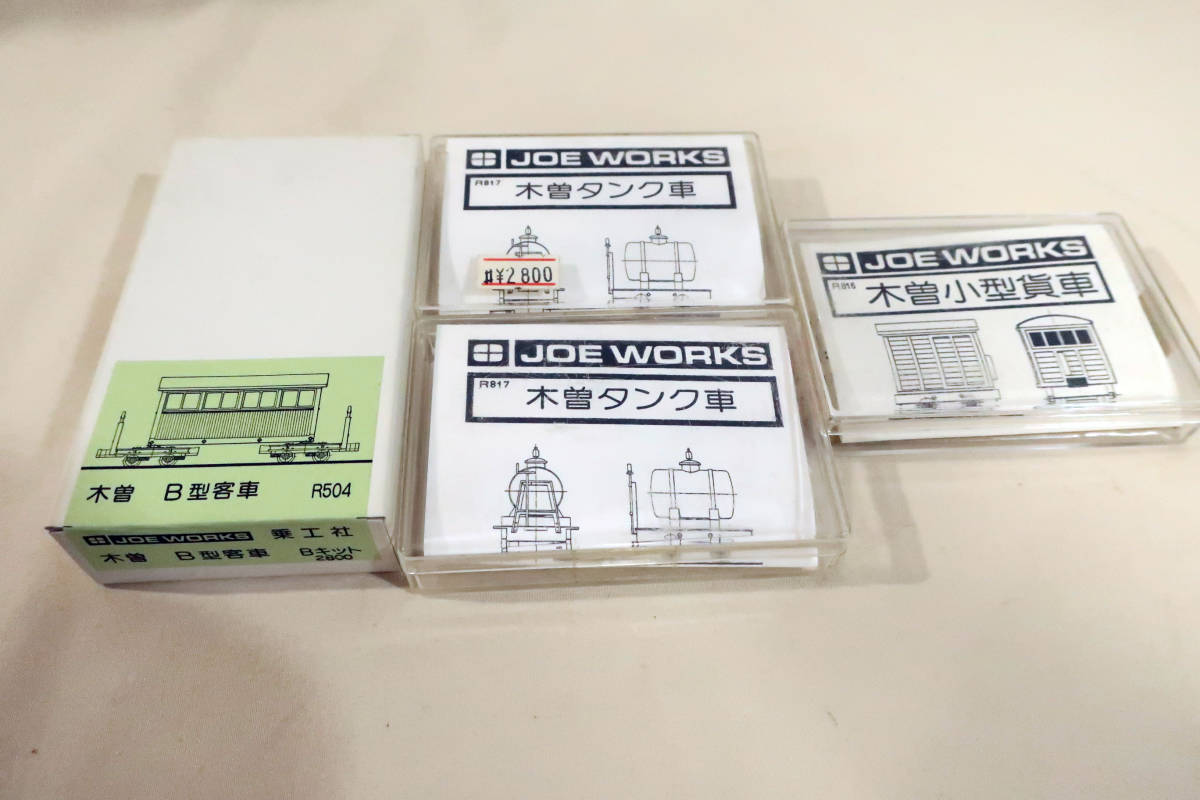 木曽 B型客車 R504
JOE WORKS 乗工社
木曽 B型客車 Bキット
2800
JOE WORKS
R817 木曽タンク車
¥2,800
JOE WORKS
R817 木曽タンク車
JOE WORKS
R816 木曽小型貨車